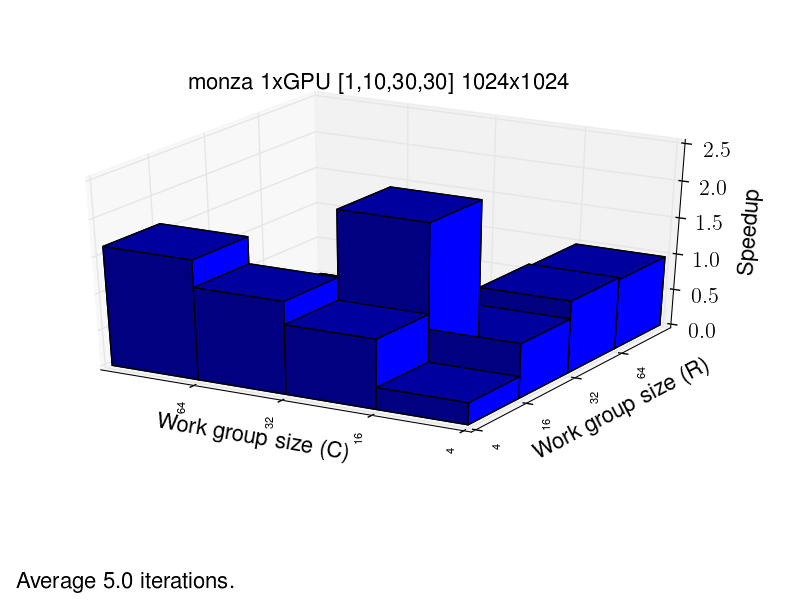 monza 1xGPU [1,10,30,30] 1024x1024
2.5
2.0
1.5
1.0
0.5
0.0
Speedup
64
32
16
4
Work group size (C)
4
16
32
64
Work group size (R)
Average 5.0 iterations.